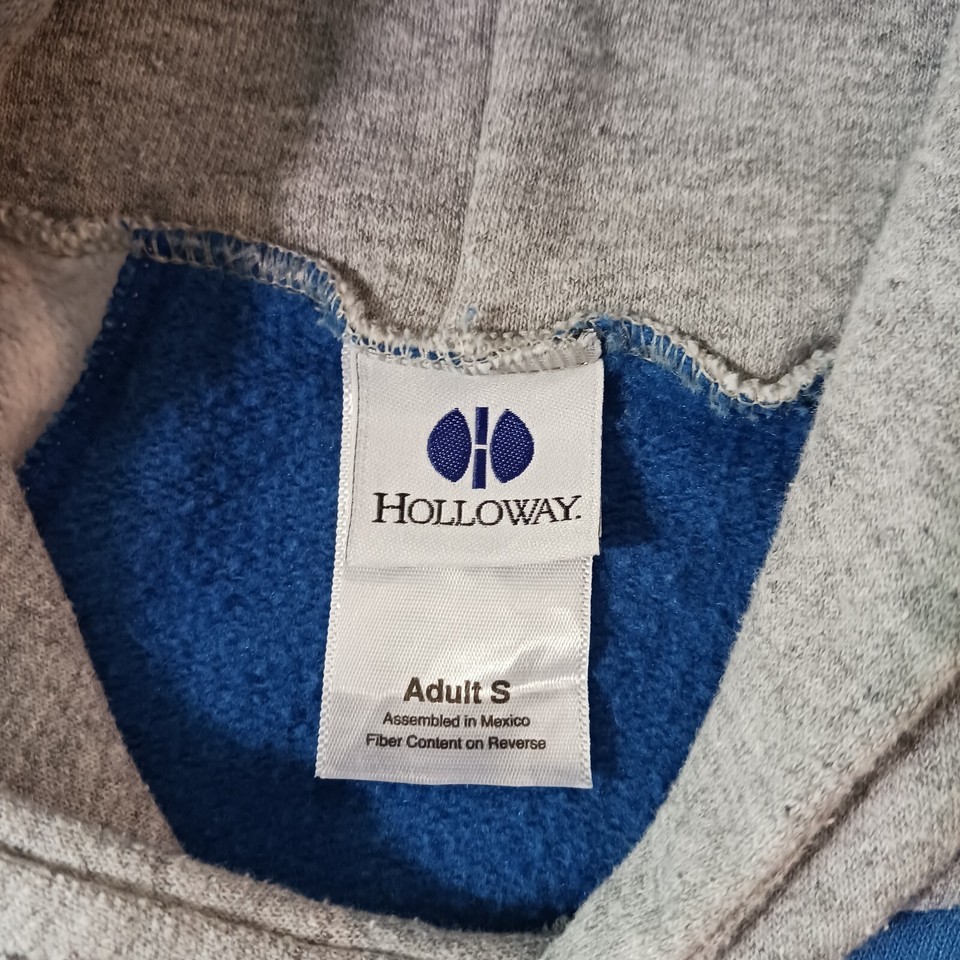 HOLLOWAY.
Adult S
Assembled in Mexico
Fiber Content on Reverse